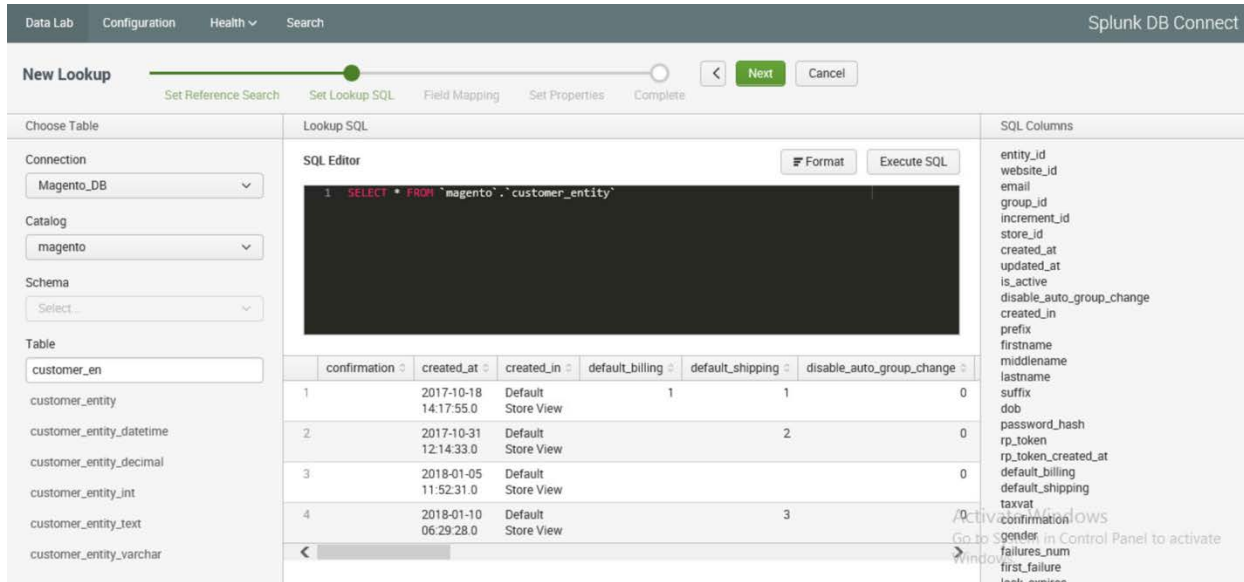 Data Lab Configuration Health Search Splunk DB Connect
New Lookup
Set Reference Search Set Lookup SQL Field Mapping Set Properties Complete
< Next Cancel
Choose Table
Connection
Magento_DB
Catalog
magento
Schema
Select...
Table
customer_en
customer_entity
customer_entity_datetime
customer_entity_decimal
customer_entity_int
customer_entity_text
customer_entity_varchar
Lookup SQL
SQL Editor Format Execute SQL
1 SELECT * FROM `magento`.`customer_entity`
confirmation created_at created_in default_billing default_shipping disable_auto_group_change
1 2017-10-18 Default 1 1 0
14:17:55.0 Store View
2 2017-10-31 Default 2 0
12:14:33.0 Store View
3 2018-01-05 Default 0
11:52:31.0 Store View
4 2018-01-10 Default 3 0
06:29:28.0 Store View
SQL Columns
entity_id
website_id
email
group_id
increment_id
store_id
created_at
updated_at
is_active
disable_auto_group_change
created_in
prefix
firstname
middlename
lastname
suffix
dob
password_hash
rp_token
rp_token_created_at
default_billing
default_shipping
taxvat
confirmation
gender
failures_num
first_failure
Activate Windows
Go to System in Control Panel to activate
Windows.